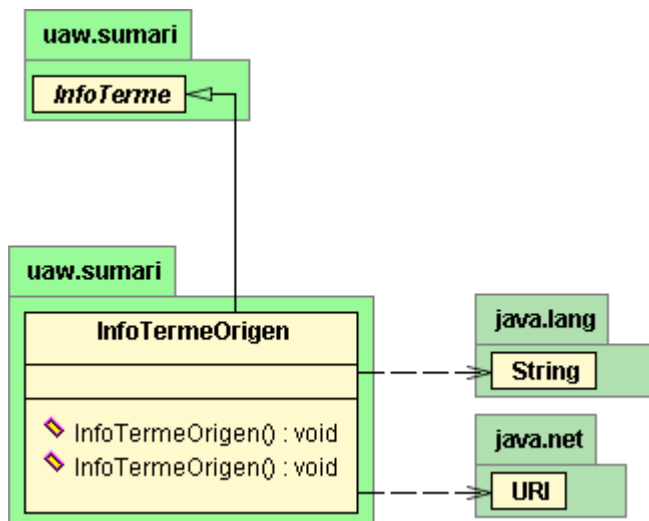 uaw.sumari
InfoTerme
uaw.sumari
InfoTermeOrigen
InfoTermeOrigen() : void
InfoTermeOrigen() : void
java.lang
String
java.net
URI